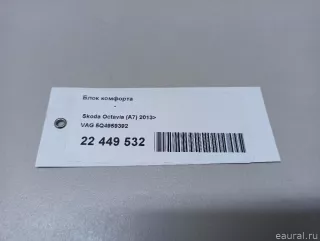 Блок комфорта
-
Skoda Octavia (A7) 2013>
VAG 5Q4959392
22 449 532
eaural.ru